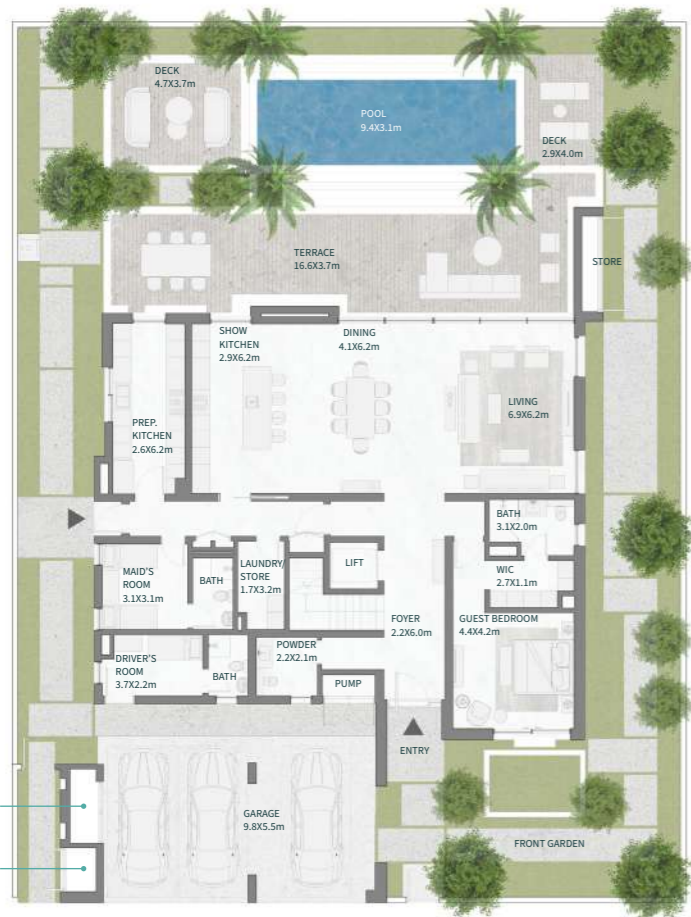 DECK
4.7X3.7m
POOL
9.4X3.1m
DECK
2.9X4.0m
TERRACE
16.6X3.7m
STORE
SHOW
KITCHEN
2.9X6.2m
DINING
4.1X6.2m
LIVING
6.9X6.2m
PREP.
KITCHEN
2.6X6.2m
BATH
3.1X2.0m
MAID'S
ROOM
3.1X3.1m
BATH
LAUNDRY/
STORE
1.7X3.2m
LIFT
WIC
2.7X1.1m
FOYER
2.2X6.0m
GUEST BEDROOM
4.4X4.2m
DRIVER'S
ROOM
3.7X2.2m
BATH
POWDER
2.2X2.1m
PUMP
ENTRY
GARAGE
9.8X5.5m
FRONT GARDEN